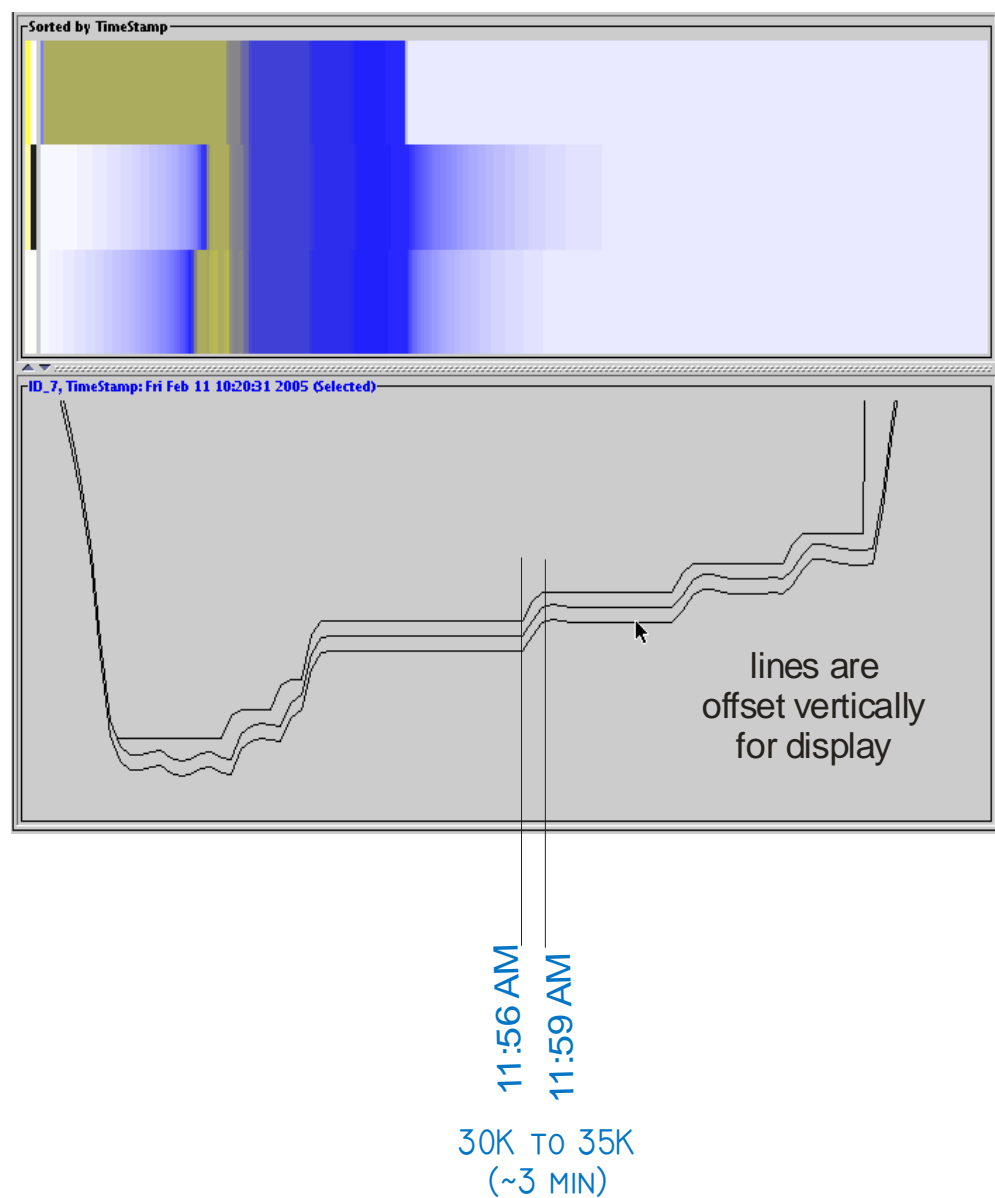 Sorted by TimeStamp
ID_7, TimeStamp: Fri Feb 11 10:20:31 2005 (Selected)
lines are
offset vertically
for display
11:56 AM
11:59 AM
30K TO 35K
(~3 MIN)